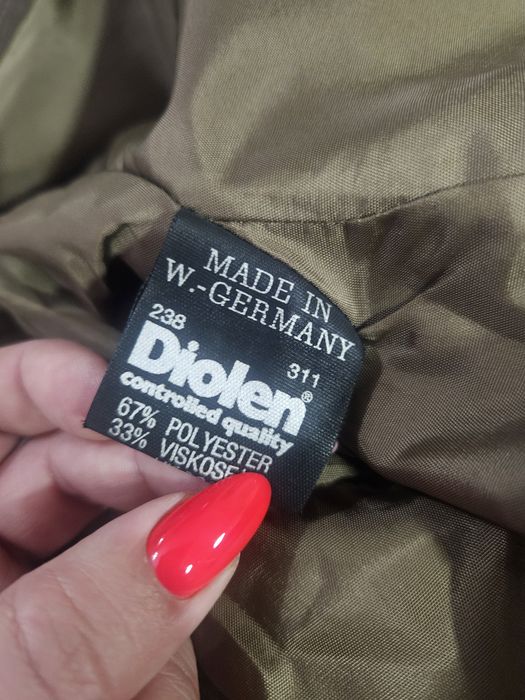 MADE IN
W.-GERMANY
238
311
Diolen®
controlled quality
67% POLYESTER
33% VISKOSE